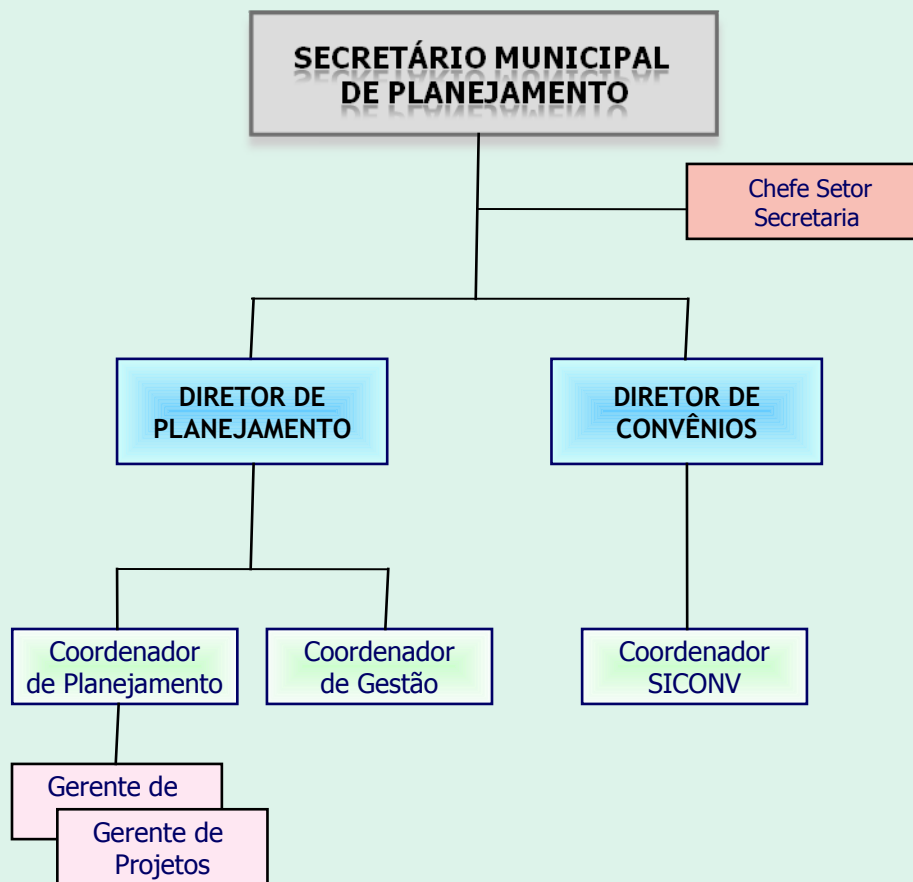 SECRETÁRIO MUNICIPAL
DE PLANEJAMENTO
Chefe Setor
Secretaria
DIRETOR DE
PLANEJAMENTO
DIRETOR DE
CONVÊNIOS
Coordenador
de Planejamento
Coordenador
de Gestão
Coordenador
SICONV
Gerente de
Gerente de
Projetos